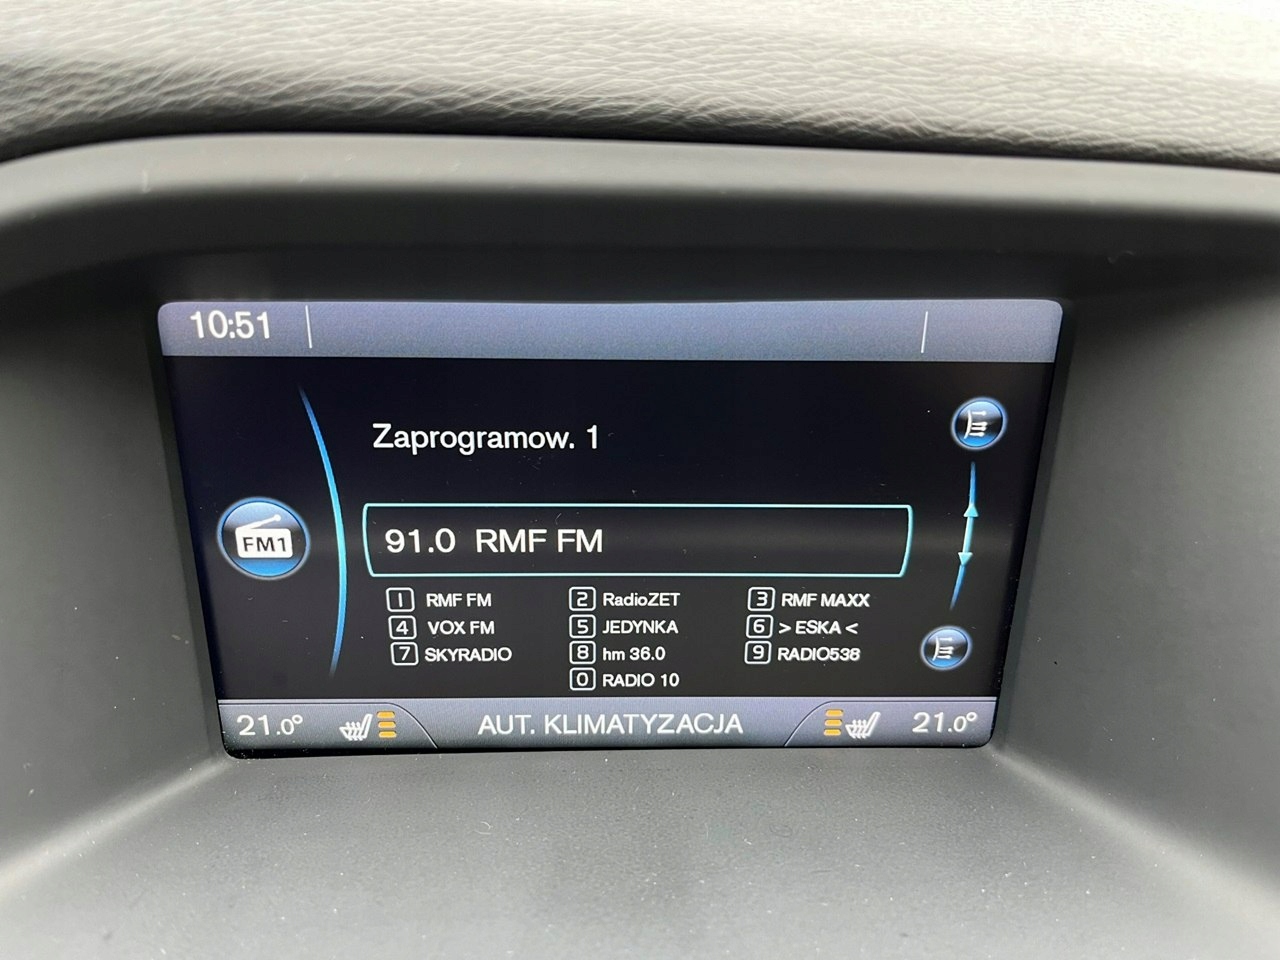 10:51
Zaprogramow. 1
FM1
91.0 RMF FM
1 RMF FM 2 RadioZET 3 RMF MAXX
4 VOX FM 5 JEDYNKA 6 > ESKA <
7 SKYRADIO 8 hm 36.0 9 RADIO538
0 RADIO 10
21.0° AUT. KLIMATYZACJA 21.0°